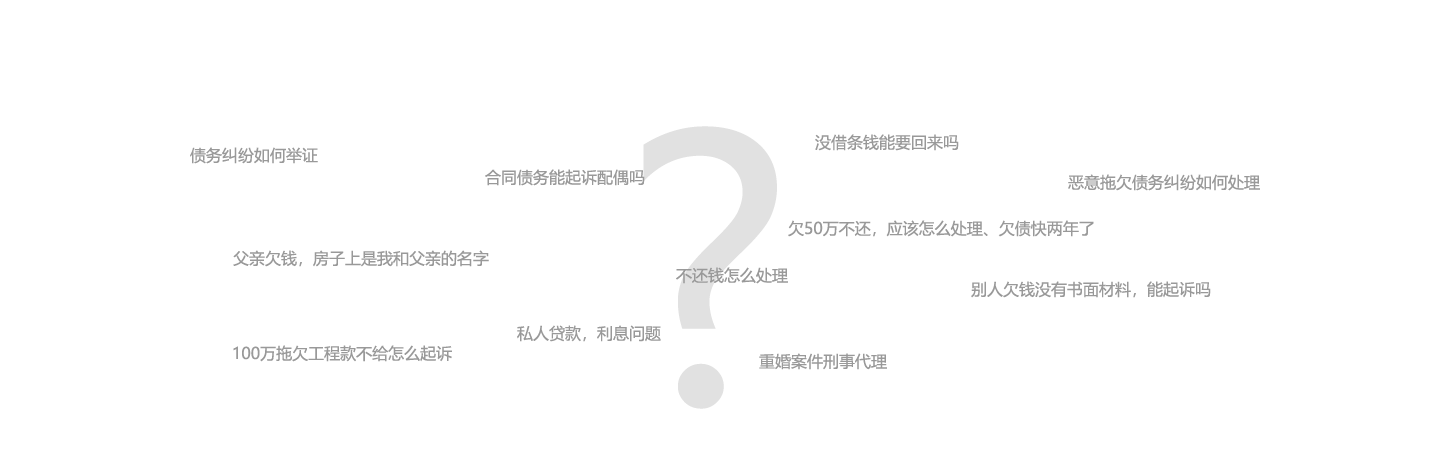 没借条钱能要回来吗
债务纠纷如何举证
合同债务能起诉配偶吗
恶意拖欠债务纠纷如何处理
欠50万不还，应该怎么处理、欠债快两年了
父亲欠钱，房子上是我和父亲的名字
不还钱怎么处理
别人欠钱没有书面材料，能起诉吗
私人贷款，利息问题
100万拖欠工程款不给怎么起诉
重婚案件刑事代理
?